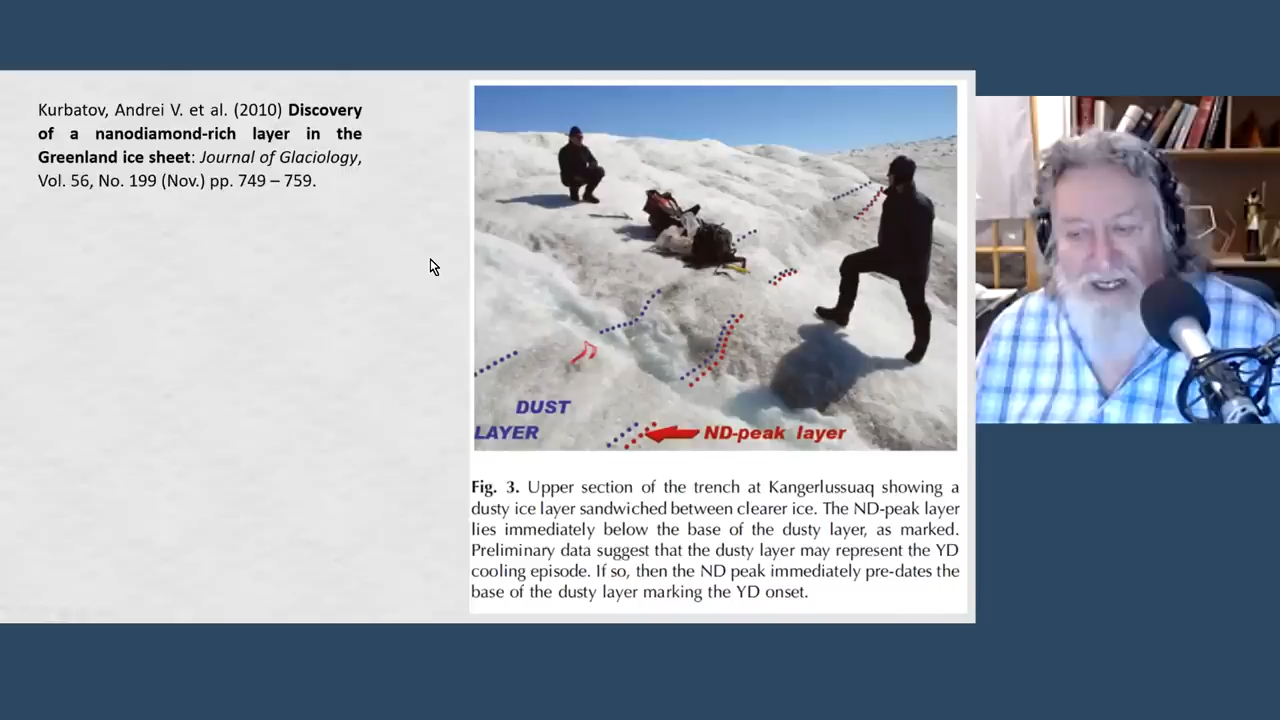 Kurbatov, Andrei V. et al. (2010) Discovery
of a nanodiamond-rich layer in the
Greenland ice sheet: Journal of Glaciology,
Vol. 56, No. 199 (Nov.) pp. 749 – 759.
DUST
LAYER
ND-peak layer
Fig. 3. Upper section of the trench at Kangerlussuaq showing a
dusty ice layer sandwiched between clearer ice. The ND-peak layer
lies immediately below the base of the dusty layer, as marked.
Preliminary data suggest that the dusty layer may represent the YD
cooling episode. If so, then the ND peak immediately pre-dates the
base of the dusty layer marking the YD onset.